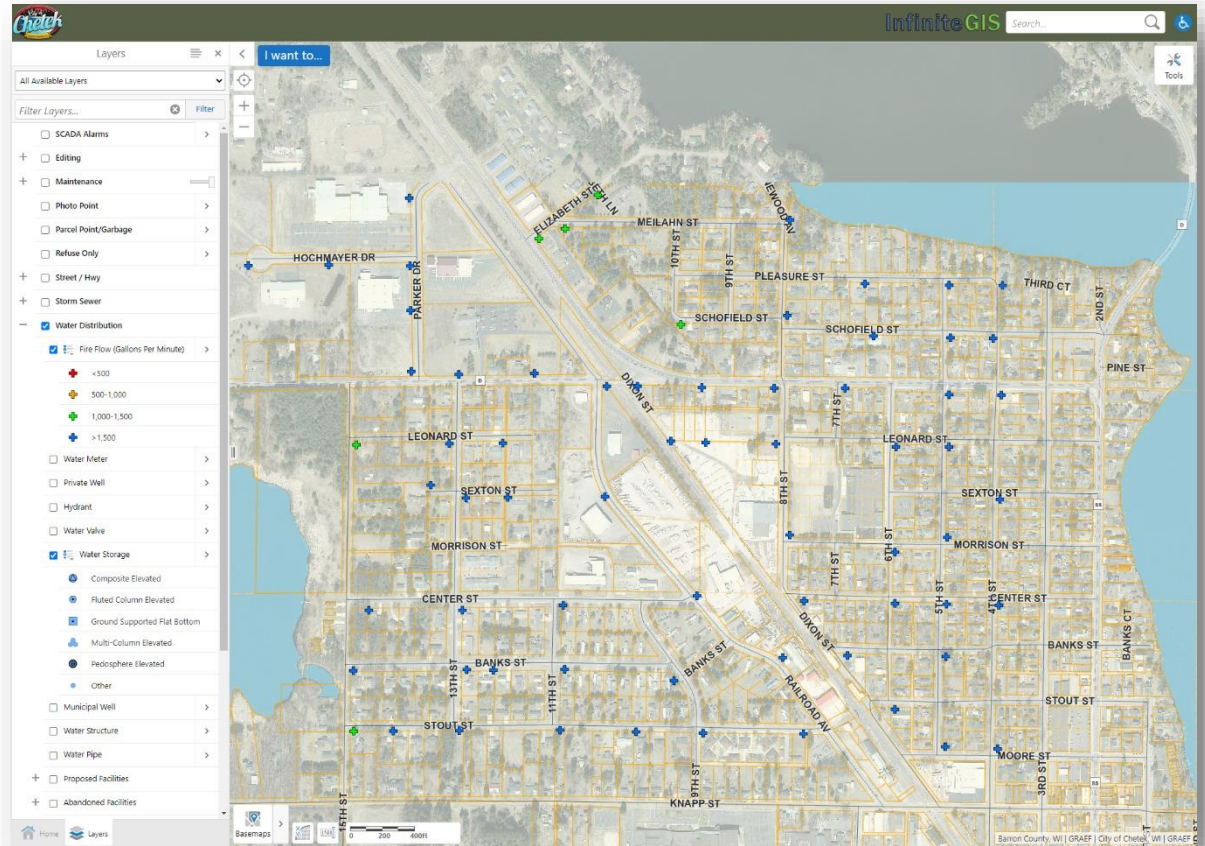 Chetek
InfiniteGIS
Search...
Layers
I want to...
Tools
All Available Layers
Filter Layers...
Filter
SCADA Alarms
Editing
Maintenance
Photo Point
Parcel Point/Garbage
Refuse Only
Street / Hwy
Storm Sewer
Water Distribution
Fire Flow (Gallons Per Minute)
<500
500-1,000
1,000-1,500
>1,500
Water Meter
Private Well
Hydrant
Water Valve
Water Storage
Composite Elevated
Fluted Column Elevated
Ground Supported Flat Bottom
Multi-Column Elevated
Pedosphere Elevated
Other
Municipal Well
Water Structure
Water Pipe
Proposed Facilities
Abandoned Facilities
Home
Layers
ELIZABETH ST
MEILAHN ST
HOCHMAYER DR
PARKER DR
10TH ST
9TH ST
PLEASURE ST
THIRD CT
2ND ST
D
SCHOFIELD ST
SCHOFIELD ST
PINE ST
D
DIXON ST
7TH ST
LEONARD ST
LEONARD ST
SEXTON ST
8TH ST
SEXTON ST
SS
MORRISON ST
6TH ST
MORRISON ST
7TH ST
CENTER ST
5TH ST
4TH ST
CENTER ST
DIXON ST
BANKS CT
BANKS ST
BANKS ST
BANKS ST
13TH ST
11TH ST
RAILROAD AV
STOUT ST
STOUT ST
MOORE ST
9TH ST
3RD ST
SS
KNAPP ST
15TH ST
Basemaps
0 200 400ft
Barron County, WI | GRAEF | City of Chetek, WI | GRAEF